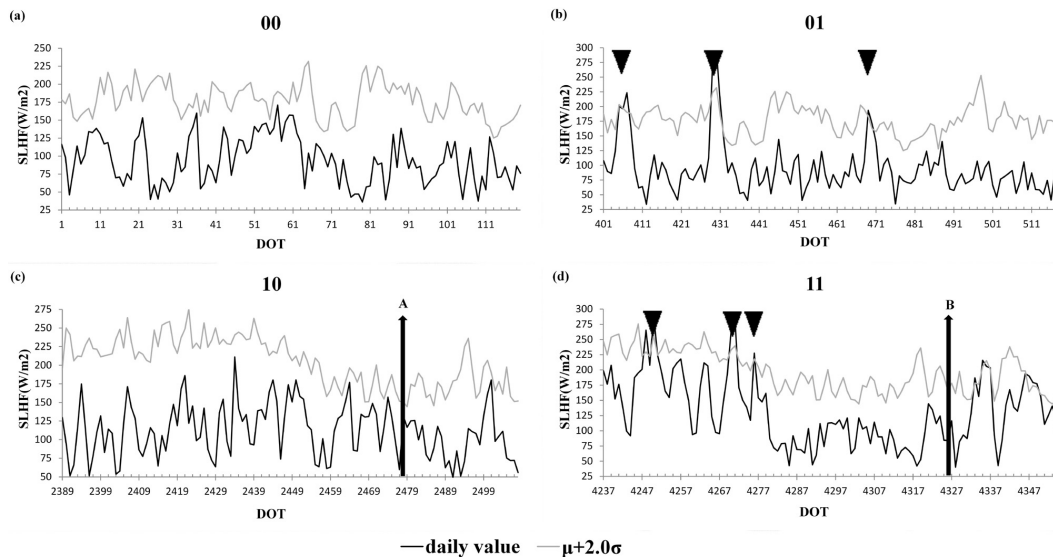 (a)
00
SLHF(W/m2)
250
225
200
175
150
125
100
75
50
25
1 11 21 31 41 51 61 71 81 91 101 111
DOT
(b)
01
SLHF(W/m2)
300
275
250
225
200
175
150
125
100
75
50
25
401 411 421 431 441 451 461 471 481 491 501 511
DOT
(c)
10
A
SLHF(W/m2)
275
250
225
200
175
150
125
100
75
50
2389 2399 2409 2419 2429 2439 2449 2459 2469 2479 2489 2499
DOT
(d)
11
B
SLHF(W/m2)
300
275
250
225
200
175
150
125
100
75
50
25
4237 4247 4257 4267 4277 4287 4297 4307 4317 4327 4337 4347
DOT
daily value μ+2.0σ